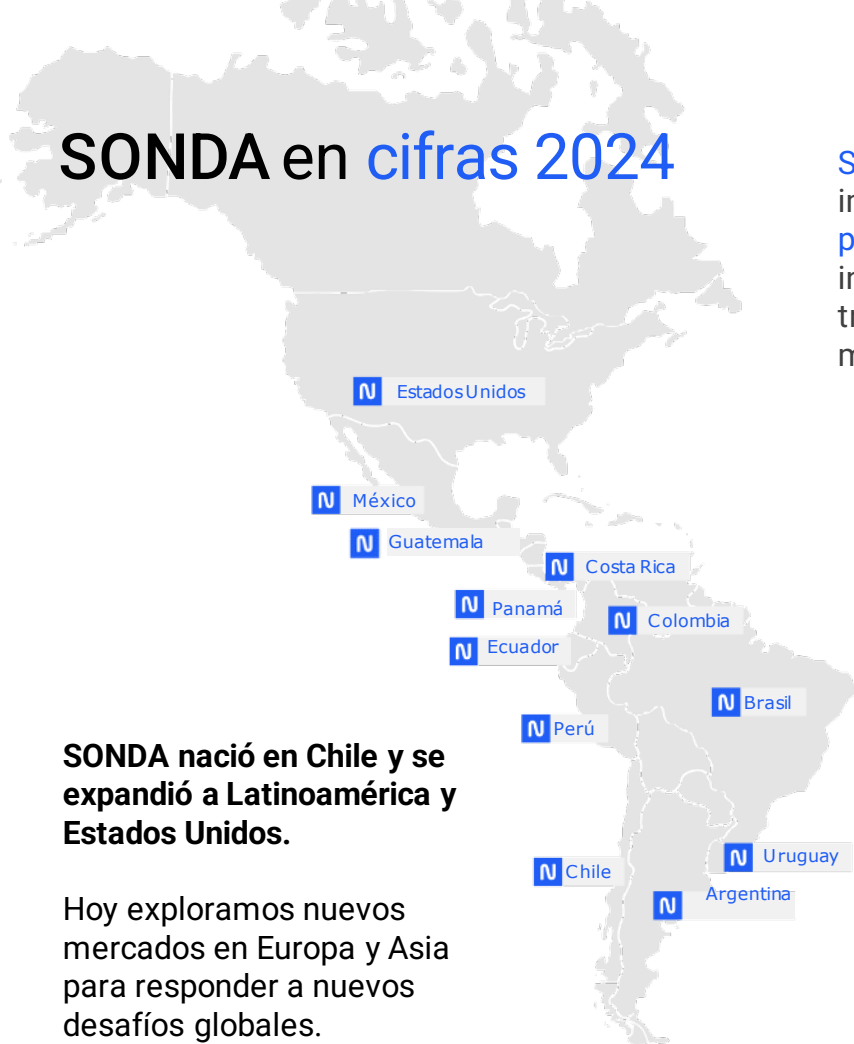 SONDA en cifras 2024
Estados Unidos
México
Guatemala
Costa Rica
Panamá
Colombia
Ecuador
Brasil
Perú
SONDA nació en Chile y se
expandió a Latinoamérica y
Estados Unidos.
Uruguay
Chile
Argentina
Hoy exploramos nuevos
mercados en Europa y Asia
para responder a nuevos
desafíos globales.